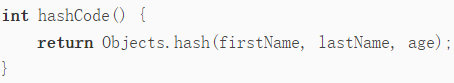 int hashCode() {
    return Objects.hash(firstName, lastName, age);
}